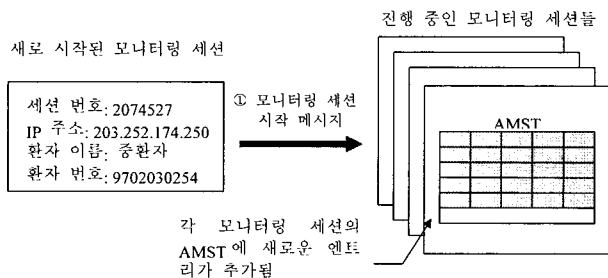 진행 중인 모니터링 세션들
새로 시작된 모니터링 세션
세션 번호: 2074527
IP 주소: 203.252.174.250
환자 이름: 중환자
환자 번호: 9702030254
① 모니터링 세션
시작 메시지
AMST
각 모니터링 세션의
AMST에 새로운 엔트
리가 추가됨